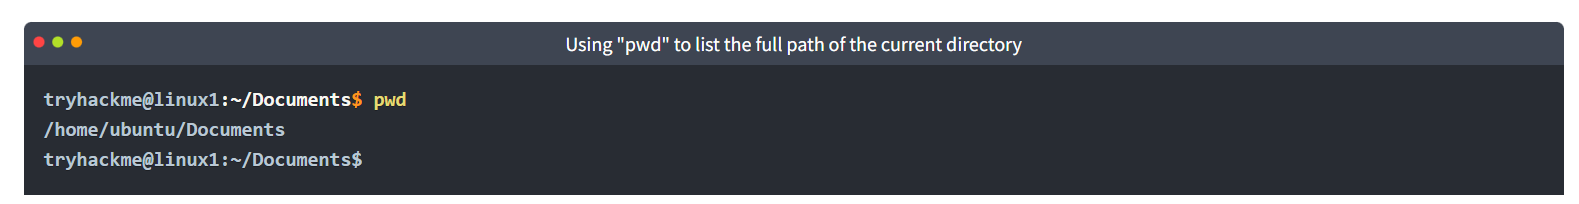 Using "pwd" to list the full path of the current directory
tryhackme@linux1:~/Documents$ pwd
/home/ubuntu/Documents
tryhackme@linux1:~/Documents$